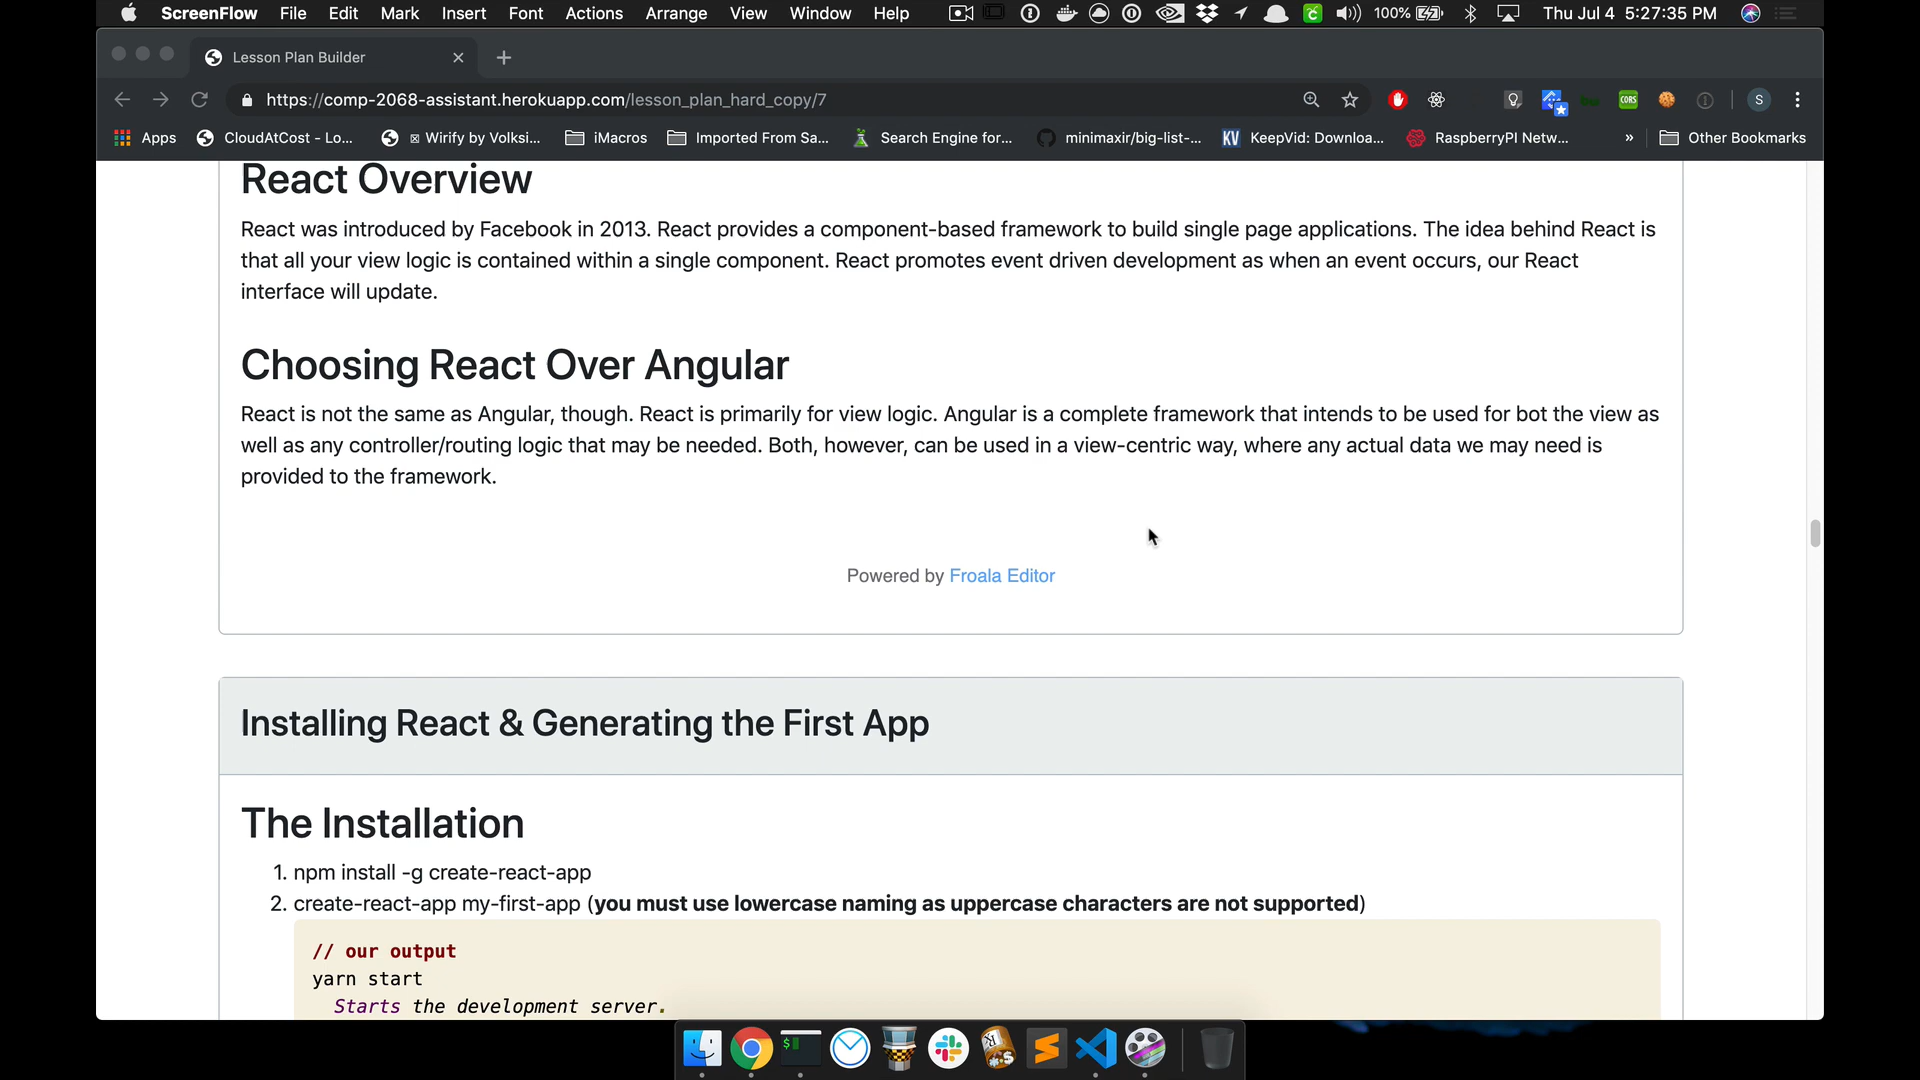 ScreenFlow File Edit Mark Insert Font Actions Arrange View Window Help 100% Thu Jul 4 5:27:35 PM
Lesson Plan Builder
https://comp-2068-assistant.herokuapp.com/lesson_plan_hard_copy/7 CORS S
Apps CloudAtCost - Lo... Wirify by Volksi... iMacros Imported From Sa... Search Engine for... minimaxir/big-list-... KV KeepVid: Downloa... RaspberryPI Netw... » Other Bookmarks
React Overview
React was introduced by Facebook in 2013. React provides a component-based framework to build single page applications. The idea behind React is
that all your view logic is contained within a single component. React promotes event driven development as when an event occurs, our React
interface will update.
Choosing React Over Angular
React is not the same as Angular, though. React is primarily for view logic. Angular is a complete framework that intends to be used for bot the view as
well as any controller/routing logic that may be needed. Both, however, can be used in a view-centric way, where any actual data we may need is
provided to the framework.
Powered by Froala Editor
Installing React & Generating the First App
The Installation
1. npm install -g create-react-app
2. create-react-app my-first-app (you must use lowercase naming as uppercase characters are not supported)
// our output
yarn start
Starts the development server.